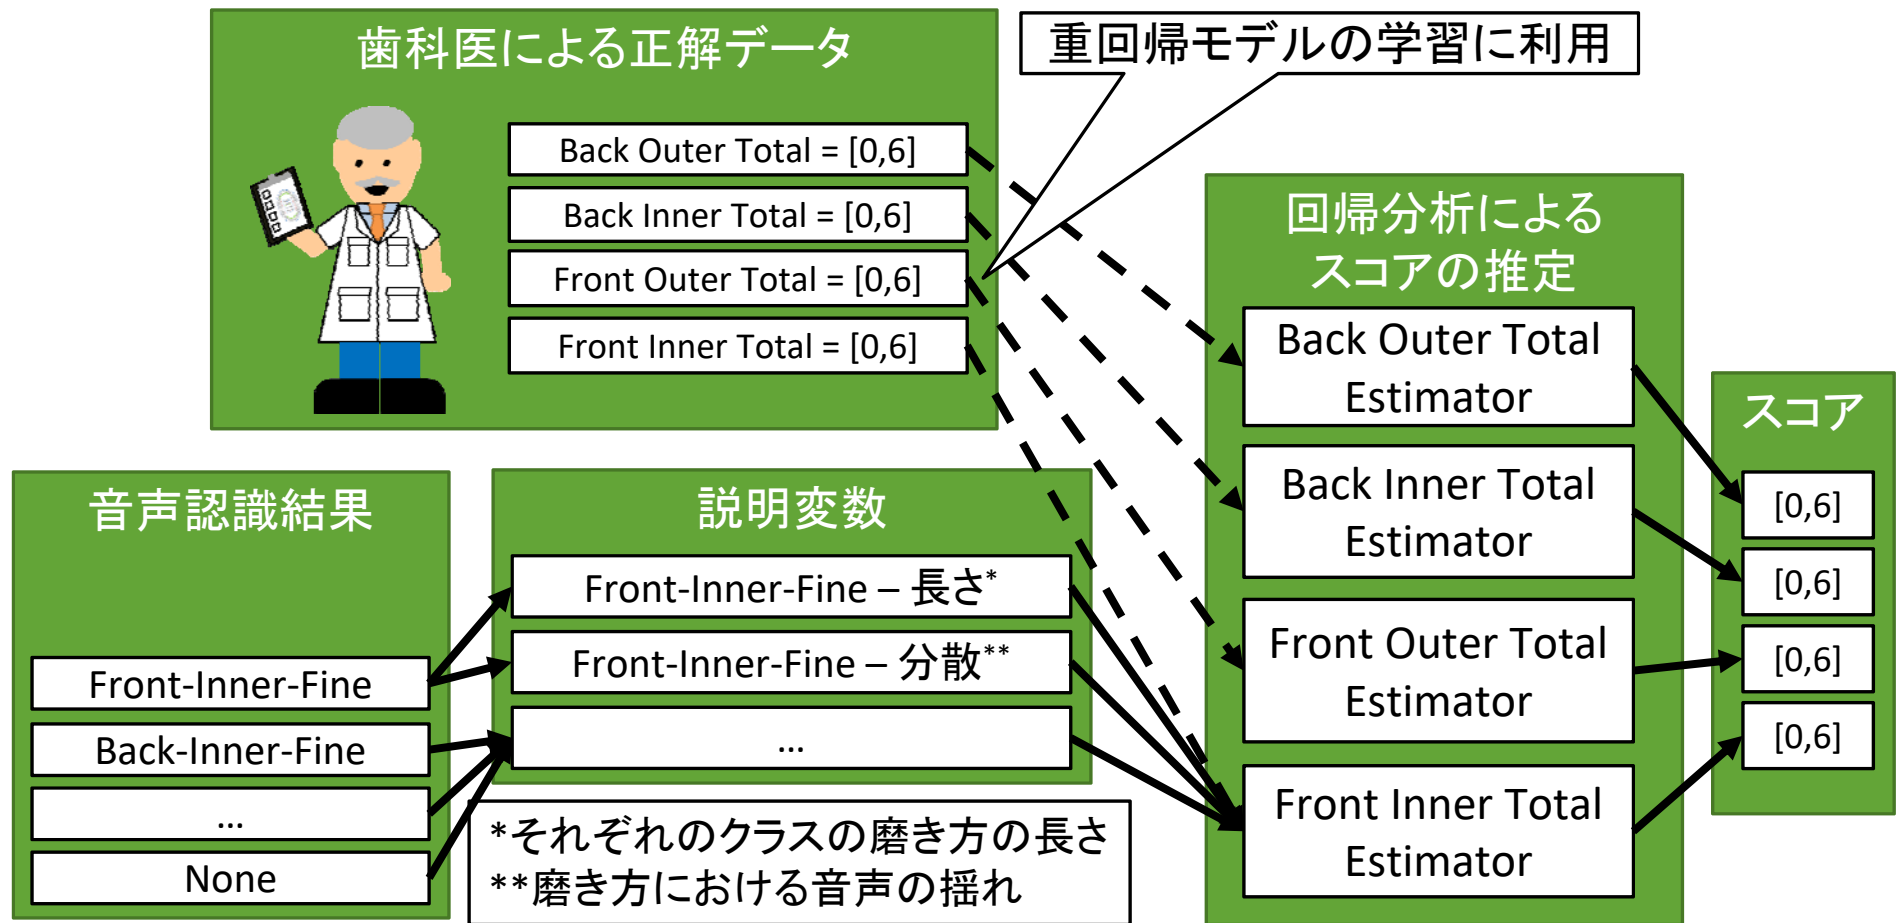 歯科医による正解データ
重回帰モデルの学習に利用
Back Outer Total = [0,6]
Back Inner Total = [0,6]
Front Outer Total = [0,6]
Front Inner Total = [0,6]
音声認識結果
Front-Inner-Fine
Back-Inner-Fine
...
None
説明変数
Front-Inner-Fine – 長さ*
Front-Inner-Fine – 分散**
...
*それぞれのクラスの磨き方の長さ
**磨き方における音声の揺れ
回帰分析による
スコアの推定
Back Outer Total
Estimator
Back Inner Total
Estimator
Front Outer Total
Estimator
Front Inner Total
Estimator
スコア
[0,6]
[0,6]
[0,6]
[0,6]